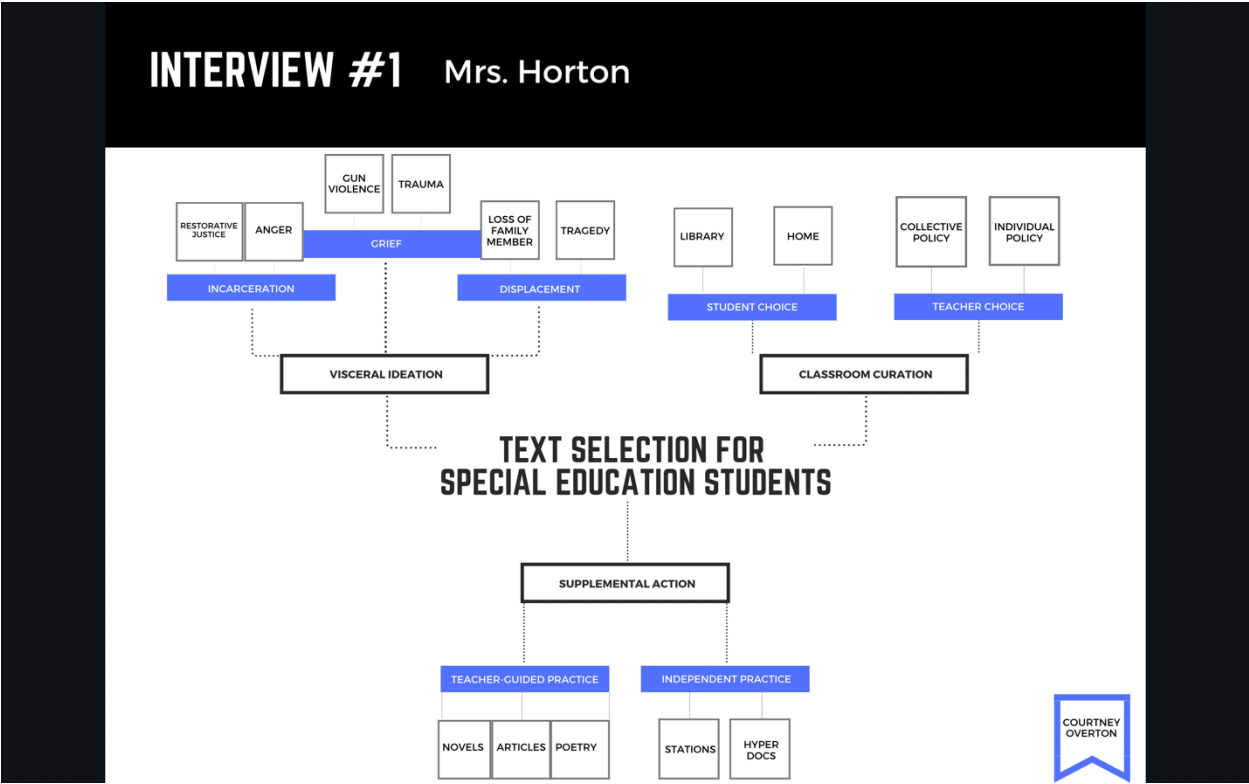 INTERVIEW #1 Mrs. Horton
GUN
VIOLENCE
TRAUMA
RESTORATIVE
JUSTICE
ANGER
GRIEF
LOSS OF
FAMILY
MEMBER
TRAGEDY
INCARCERATION
DISPLACEMENT
VISCERAL IDEATION
LIBRARY
HOME
COLLECTIVE
POLICY
INDIVIDUAL
POLICY
STUDENT CHOICE
TEACHER CHOICE
CLASSROOM CURATION
TEXT SELECTION FOR
SPECIAL EDUCATION STUDENTS
SUPPLEMENTAL ACTION
TEACHER-GUIDED PRACTICE
INDEPENDENT PRACTICE
NOVELS
ARTICLES
POETRY
STATIONS
HYPER
DOCS
COURTNEY
OVERTON